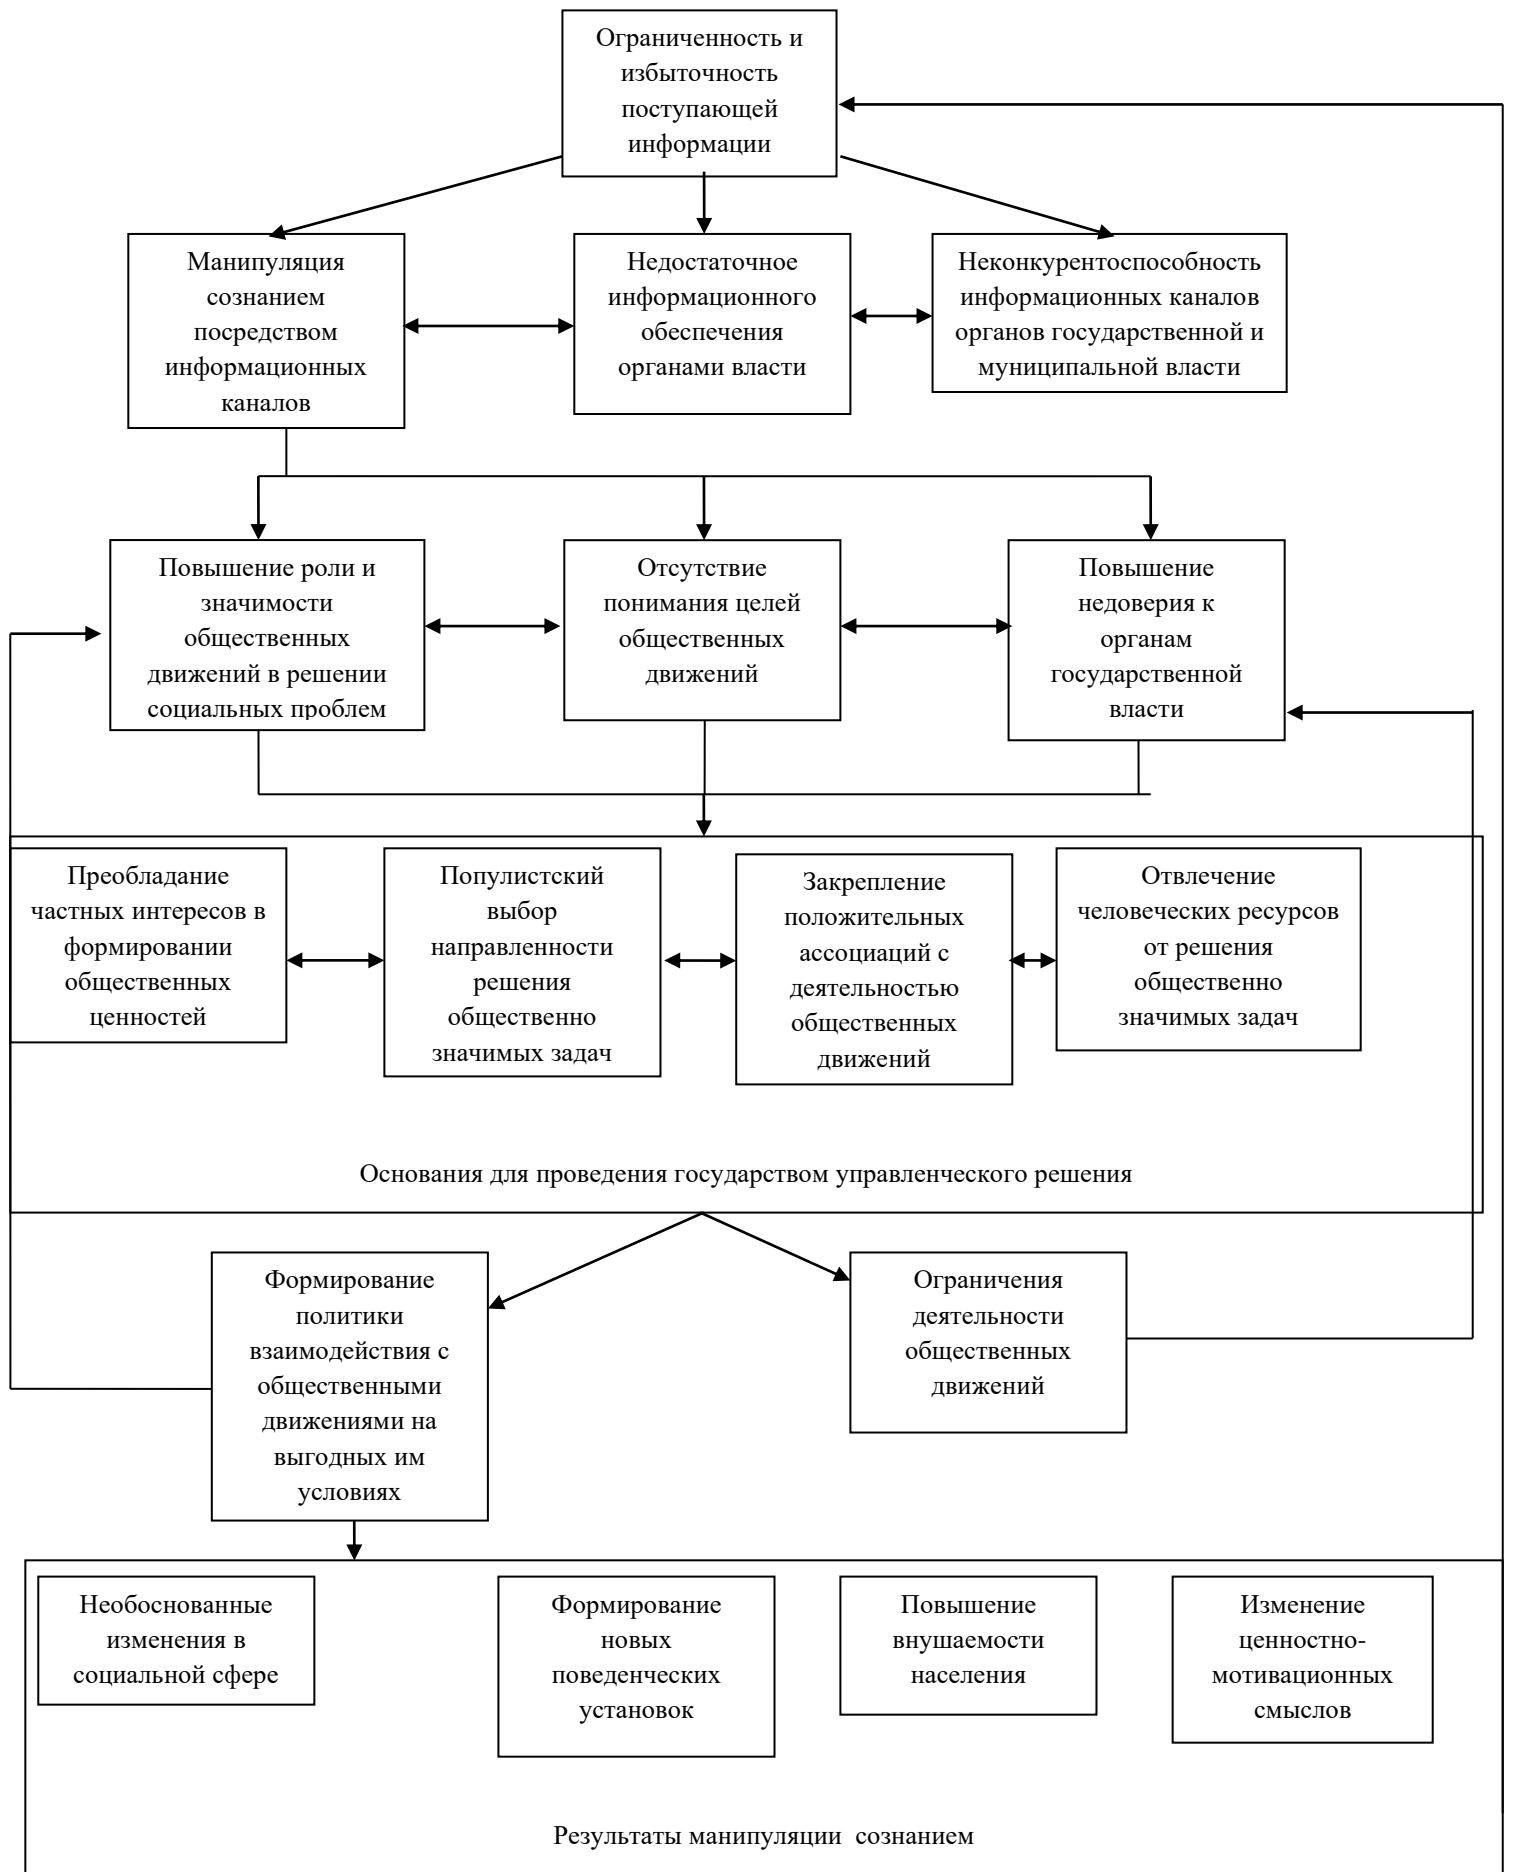 Ограниченность и
избыточность
поступающей
информации
Манипуляция
сознанием
посредством
информационных
каналов
Недостаточное
информационного
обеспечения
органами власти
Неконкурентоспособность
информационных каналов
органов государственной и
муниципальной власти
Повышение роли и
значимости
общественных
движений в решении
социальных проблем
Отсутствие
понимания целей
общественных
движений
Повышение
недоверия к
органам
государственной
власти
Преобладание
частных интересов в
формировании
общественных
ценностей
Популистский
выбор
направленности
решения
общественно
значимых задач
Закрепление
положительных
ассоциаций с
деятельностью
общественных
движений
Отвлечение
человеческих ресурсов
от решения
общественно
значимых задач
Основания для проведения государством управленческого решения
Формирование
политики
взаимодействия с
общественными
движениями на
выгодных им
условиях
Ограничения
деятельности
общественных
движений
Необоснованные
изменения в
социальной сфере
Формирование
новых
поведенческих
установок
Повышение
внушаемости
населения
Изменение
ценностно-
мотивационных
смыслов
Результаты манипуляции  сознанием